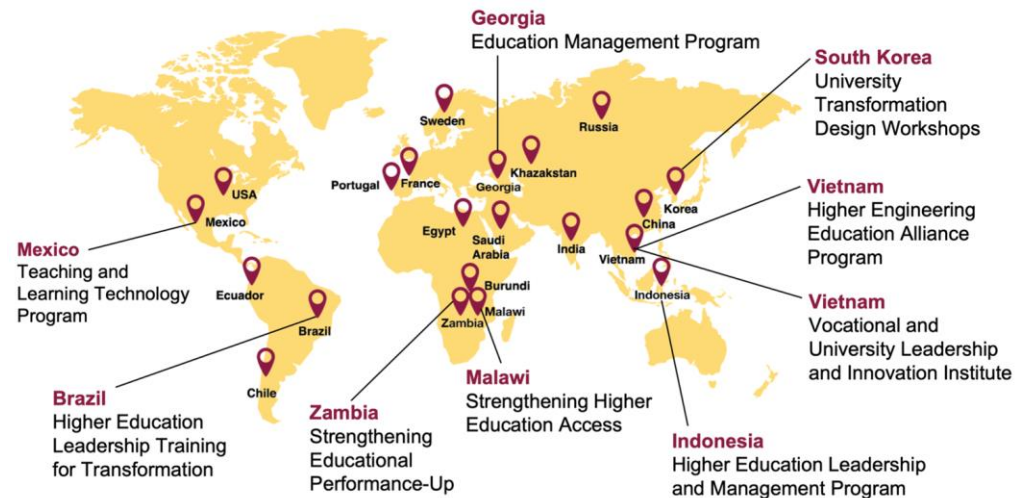 Georgia
Education Management Program
South Korea
University
Transformation
Design Workshops
Sweden
Russia
Portugal
France
Khazakstan
Georgia
USA
Mexico
Egypt
Saudi
Arabia
India
Korea
China
Vietnam
Vietnam
Higher Engineering
Education Alliance
Program
Mexico
Teaching and
Learning Technology
Program
Ecuador
Brazil
Chile
Burundi
Malawi
Zambia
Indonesia
Vietnam
Vocational and
University Leadership
and Innovation Institute
Brazil
Higher Education
Leadership Training
for Transformation
Zambia
Strengthening
Educational
Performance-Up
Malawi
Strengthening Higher
Education Access
Indonesia
Higher Education Leadership
and Management Program